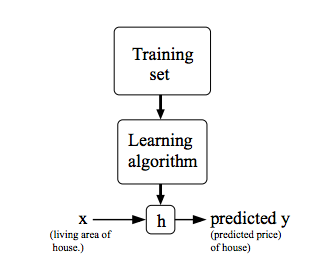 Training
set
Learning
algorithm
x
(living area of
house.)
h
predicted y
(predicted price)
of house)